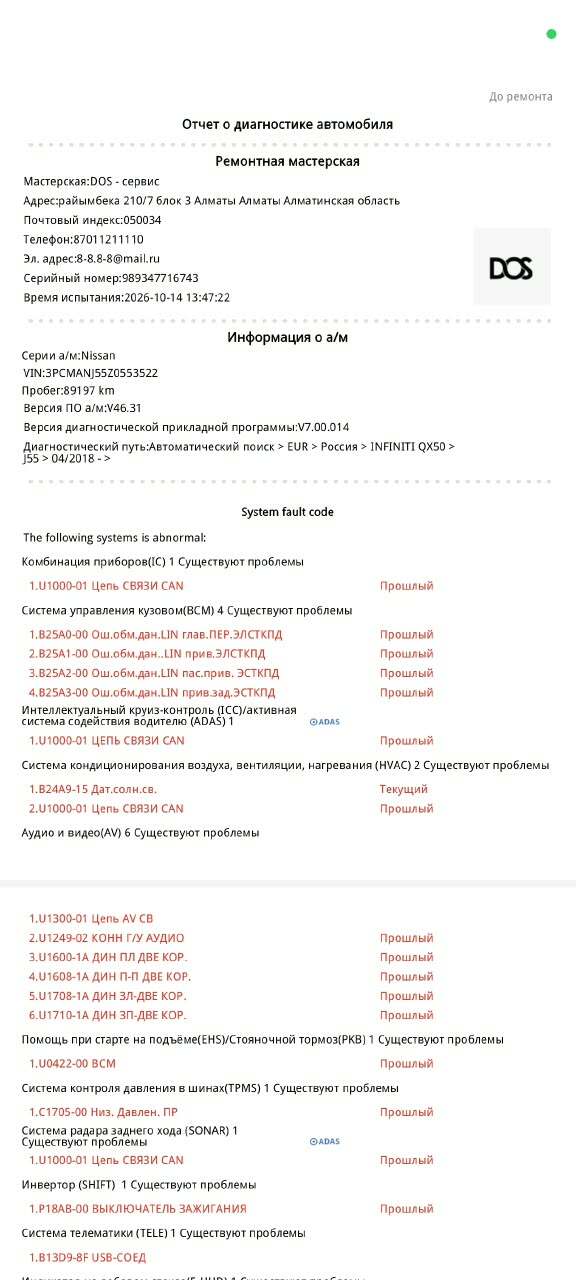 До ремонта
Отчет о диагностике автомобиля
Ремонтная мастерская
Мастерская:DOS - сервис
Адрес:райымбека 210/7 блок 3 Алматы Алматы Алматинская область
Почтовый индекс:050034
Телефон:87011211110
Эл. адрес:8-8.8-8@mail.ru
Серийный номер:989347716743
Время испытания:2026-10-14 13:47:22
DOS
Информация о а/м
Серии а/м:Nissan
VIN:3PCMANJ55Z0553522
Пробег:89197 km
Версия ПО а/м:V46.31
Версия диагностической прикладной программы:V7.00.014
Диагностический путь:Автоматический поиск > EUR > Россия > INFINITI QX50 >
J55 > 04/2018 - >
System fault code
The following systems is abnormal:
Комбинация приборов(IC) 1 Существуют проблемы
1.U1000-01 Цепь СВЯЗИ CAN Прошлый
Система управления кузовом(BCM) 4 Существуют проблемы
1.B25A0-00 Ош.обм.дан.LIN глав.ПЕР.ЭЛСТКПД Прошлый
2.B25A1-00 Ош.обм.дан..LIN прив.ЭЛСТКПД Прошлый
3.B25A2-00 Ош.обм.дан.LIN пас.прив. ЭСТКПД Прошлый
4.B25A3-00 Ош.обм.дан.LIN прив.зад.ЭСТКПД Прошлый
Интеллектуальный круиз-контроль (ICC)/активная
система содействия водителю (ADAS) 1 ADAS
1.U1000-01 ЦЕПЬ СВЯЗИ CAN Прошлый
Система кондиционирования воздуха, вентиляции, нагревания (HVAC) 2 Существуют проблемы
1.B24A9-15 Дат.солн.св. Текущий
2.U1000-01 Цепь СВЯЗИ CAN Прошлый
Аудио и видео(AV) 6 Существуют проблемы
1.U1300-01 Цепь AV СВ
2.U1249-02 КОНН Г/У АУДИО Прошлый
3.U1600-1A ДИН ПЛ ДВЕ КОР. Прошлый
4.U1608-1A ДИН П-П ДВЕ КОР. Прошлый
5.U1708-1A ДИН ЗЛ-ДВЕ КОР. Прошлый
6.U1710-1A ДИН ЗП-ДВЕ КОР. Прошлый
Помощь при старте на подъёме(EHS)/Стояночной тормоз(PKB) 1 Существуют проблемы
1.U0422-00 BCM Прошлый
Система контроля давления в шинах(TPMS) 1 Существуют проблемы
1.C1705-00 Низ. Давлен. ПР Прошлый
Система радара заднего хода (SONAR) 1
Существуют проблемы ADAS
1.U1000-01 Цепь СВЯЗИ CAN Прошлый
Инвертор (SHIFT) 1 Существуют проблемы
1.P18AB-00 ВЫКЛЮЧАТЕЛЬ ЗАЖИГАНИЯ Прошлый
Система телематики (TELE) 1 Существуют проблемы
1.B13D9-8F USB-СОЕД